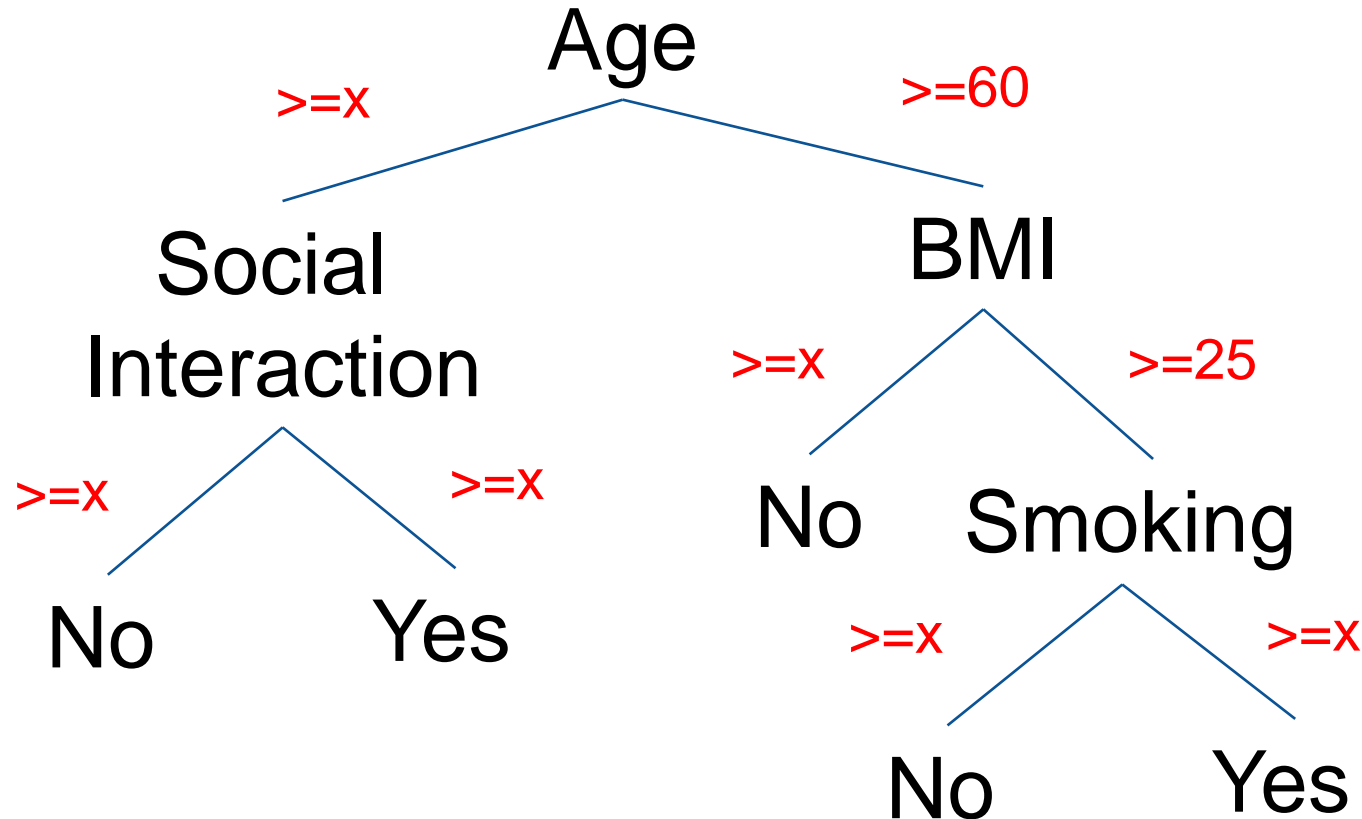 Age
>=x
>=60
Social
Interaction
BMI
>=x
>=25
>=x
>=x
No
Smoking
No
Yes
>=x
>=x
No
Yes